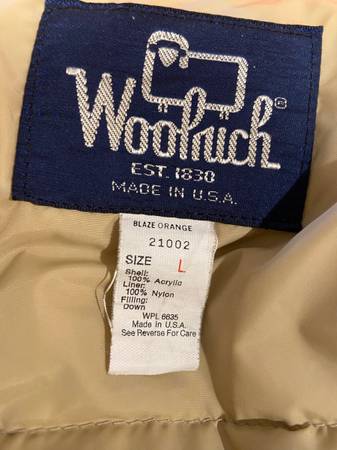 Woolrich®
EST. 1830
MADE IN U.S.A.
BLAZE ORANGE
21002
SIZE L
Shell:
100% Acrylic
Liner:
100% Nylon
Filling:
Down
WPL 6635
Made in U.S.A.
See Reverse For Care